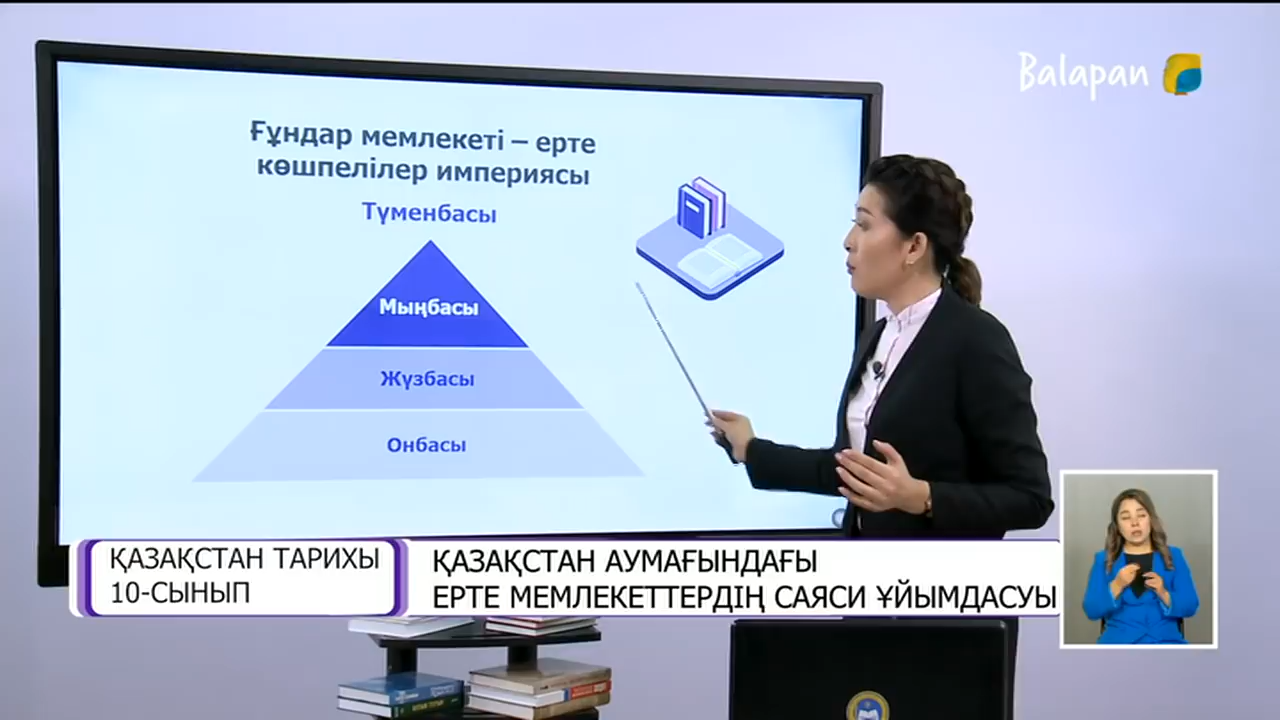 Balapan
Ғұндар мемлекеті – ерте
көшпелілер империясы
Түменбасы
Мыңбасы
Жүзбасы
Онбасы
ҚАЗАҚСТАН ТАРИХЫ
10-СЫНЫП
ҚАЗАҚСТАН АУМАҒЫНДАҒЫ
ЕРТЕ МЕМЛЕКЕТТЕРДІҢ САЯСИ ҰЙЫМДАСУЫ